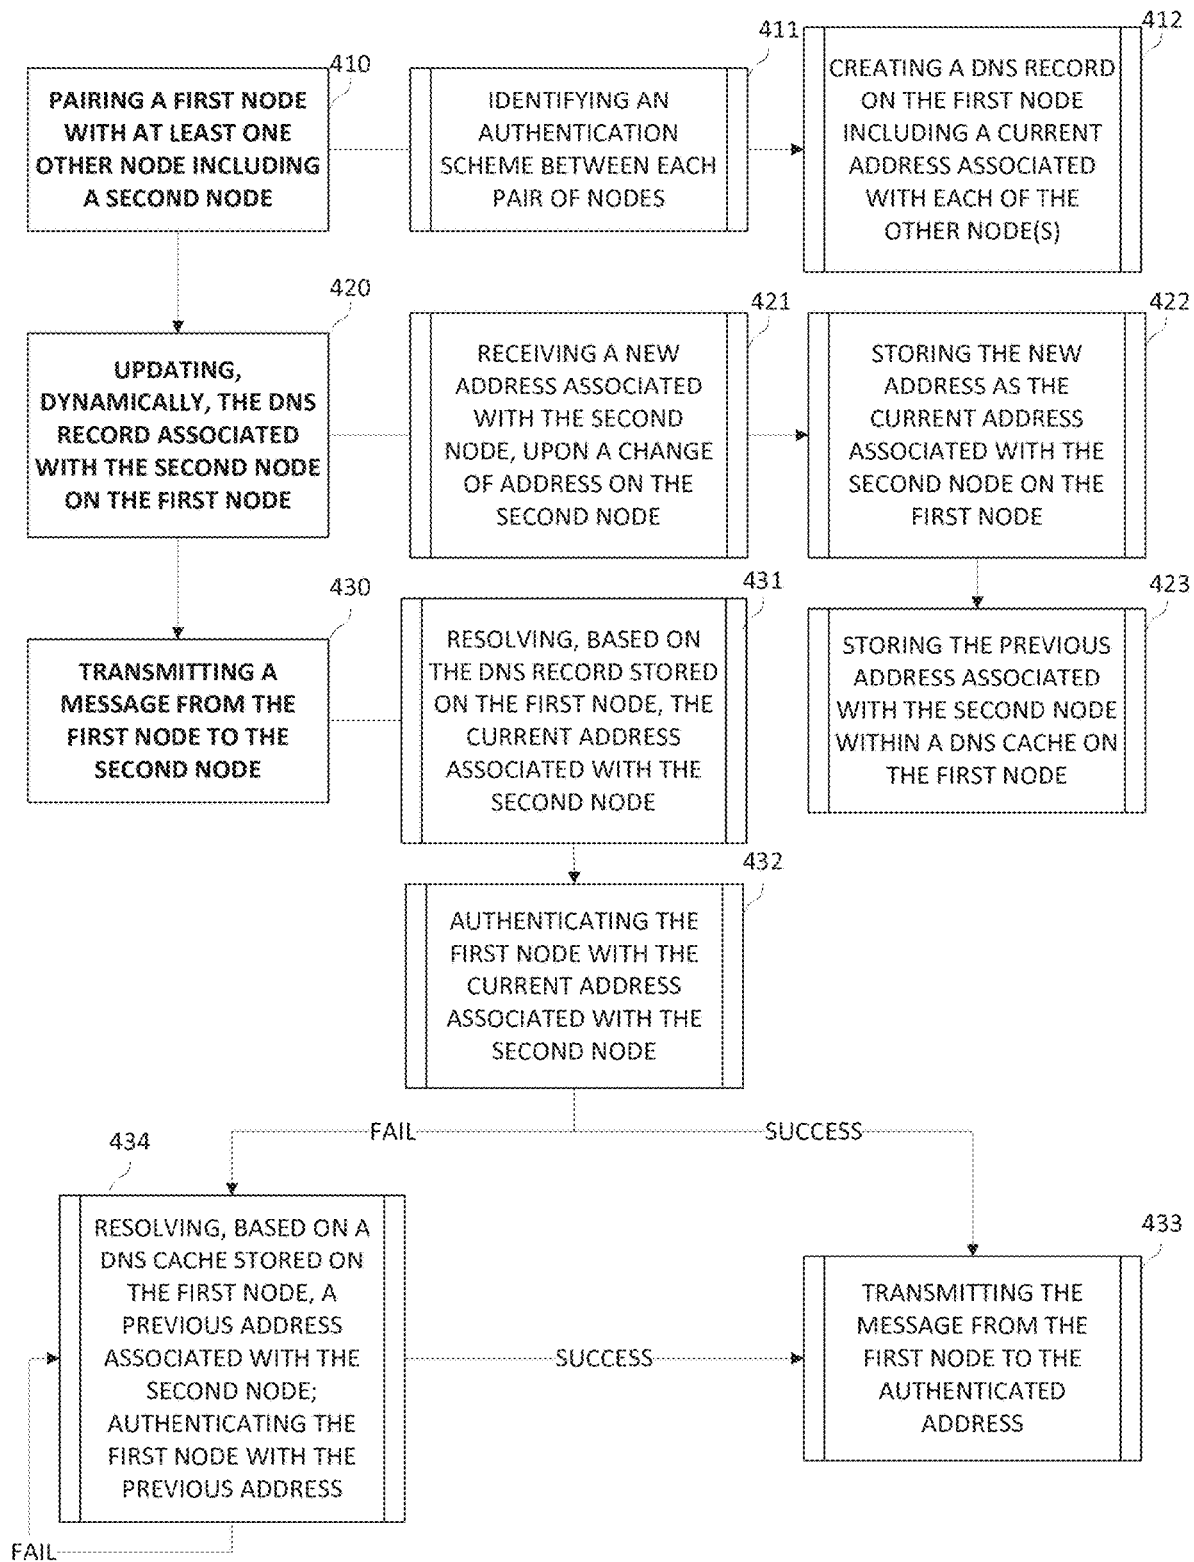 410
PAIRING A FIRST NODE
WITH AT LEAST ONE
OTHER NODE INCLUDING
A SECOND NODE
411
IDENTIFYING AN
AUTHENTICATION
SCHEME BETWEEN EACH
PAIR OF NODES
412
CREATING A DNS RECORD
ON THE FIRST NODE
INCLUDING A CURRENT
ADDRESS ASSOCIATED
WITH EACH OF THE
OTHER NODE(S)
420
UPDATING,
DYNAMICALLY, THE DNS
RECORD ASSOCIATED
WITH THE SECOND NODE
ON THE FIRST NODE
421
RECEIVING A NEW
ADDRESS ASSOCIATED
WITH THE SECOND
NODE, UPON A CHANGE
OF ADDRESS ON THE
SECOND NODE
422
STORING THE NEW
ADDRESS AS THE
CURRENT ADDRESS
ASSOCIATED WITH THE
SECOND NODE ON THE
FIRST NODE
423
STORING THE PREVIOUS
ADDRESS ASSOCIATED
WITH THE SECOND NODE
WITHIN A DNS CACHE ON
THE FIRST NODE
430
TRANSMITTING A
MESSAGE FROM THE
FIRST NODE TO THE
SECOND NODE
431
RESOLVING, BASED ON
THE DNS RECORD STORED
ON THE FIRST NODE, THE
CURRENT ADDRESS
ASSOCIATED WITH THE
SECOND NODE
432
AUTHENTICATING THE
FIRST NODE WITH THE
CURRENT ADDRESS
ASSOCIATED WITH THE
SECOND NODE
FAIL
SUCCESS
434
RESOLVING, BASED ON A
DNS CACHE STORED ON
THE FIRST NODE, A
PREVIOUS ADDRESS
ASSOCIATED WITH THE
SECOND NODE;
AUTHENTICATING THE
FIRST NODE WITH THE
PREVIOUS ADDRESS
FAIL
SUCCESS
433
TRANSMITTING THE
MESSAGE FROM THE
FIRST NODE TO THE
AUTHENTICATED
ADDRESS